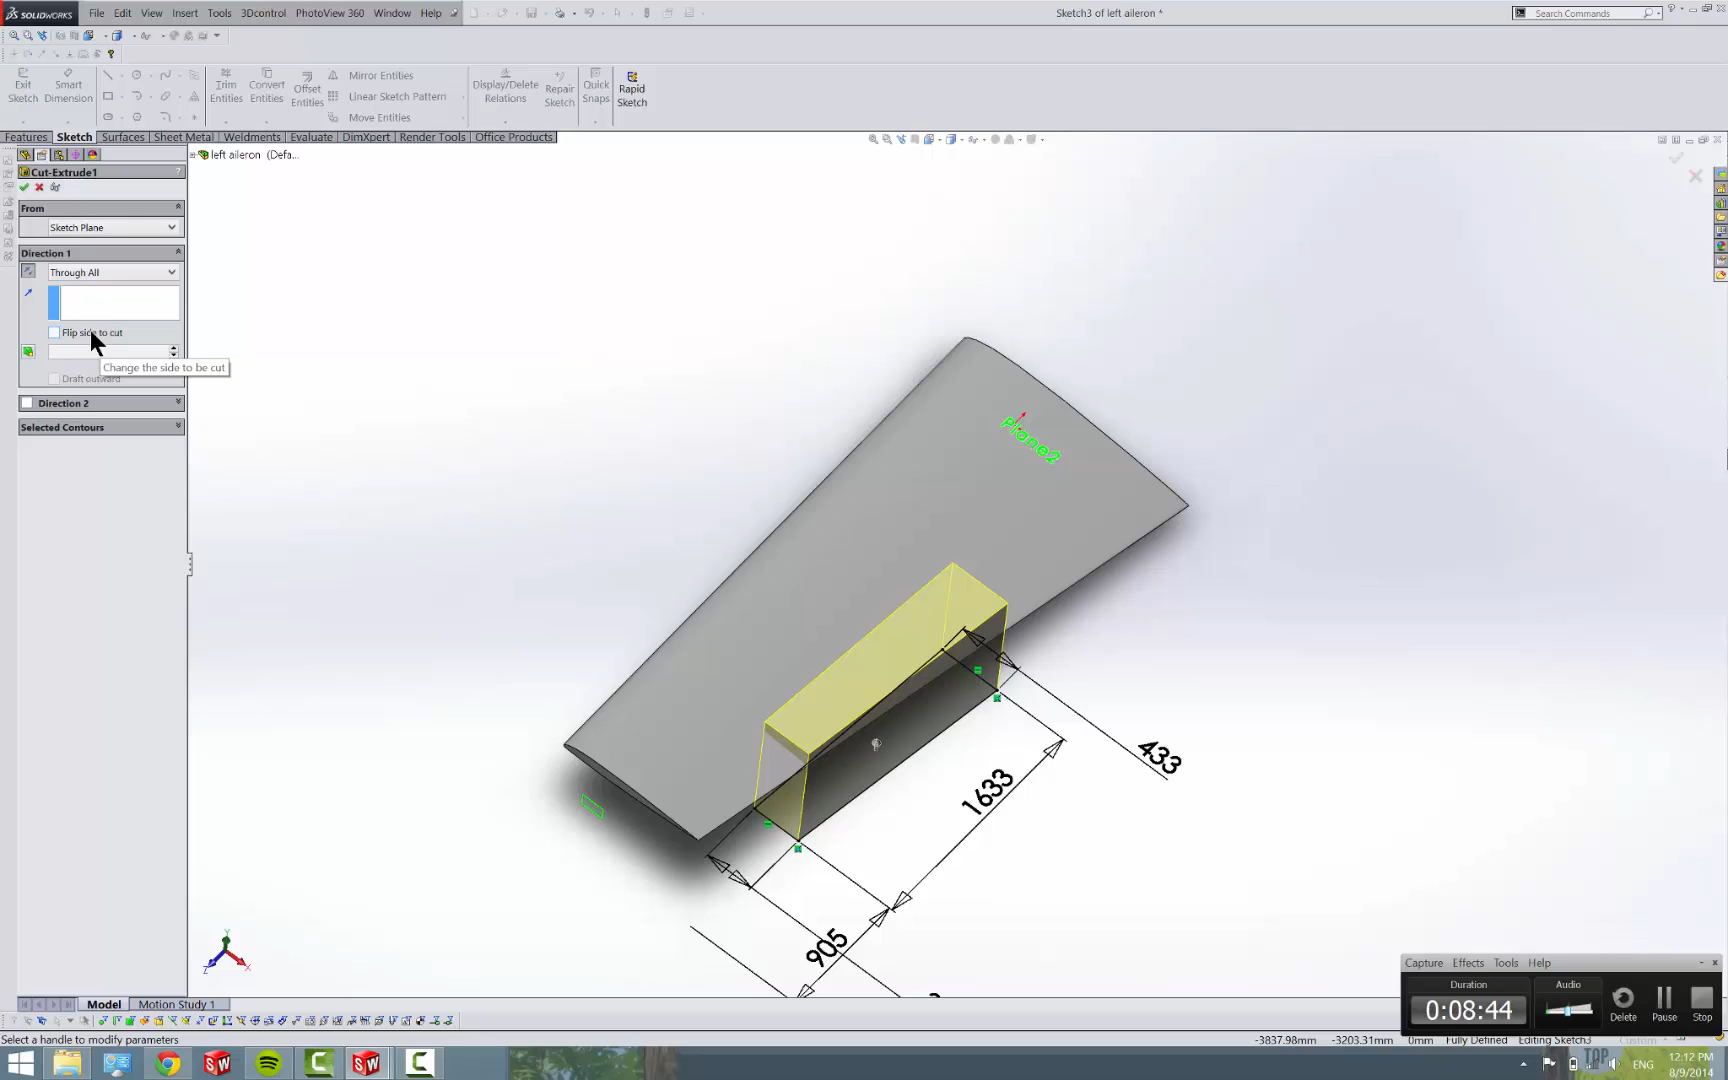 SOLIDWORKS File Edit View Insert Tools 3Dcontrol PhotoView 360 Window Help Sketch3 of left aileron * Search Commands
Exit Sketch Smart Dimension Trim Entities Convert Entities Offset Entities Mirror Entities Linear Sketch Pattern Move Entities Display/Delete Relations Repair Sketch Quick Snaps Rapid Sketch
Features Sketch Surfaces Sheet Metal Weldments Evaluate DimXpert Render Tools Office Products
left aileron (Defa...
Cut-Extrude1 ?
From
Sketch Plane
Direction 1
Through All
Flip side to cut
Change the side to be cut
Draft outward
Direction 2
Selected Contours
Plane2
433
1633
905
Capture Effects Tools Help
Duration Audio
0:08:44 Delete Pause Stop
Model Motion Study 1
Select a handle to modify parameters -3837.98mm -3203.31mm 0mm Fully Defined Editing Sketch3 Custom
ENG 12:12 PM
8/9/2014